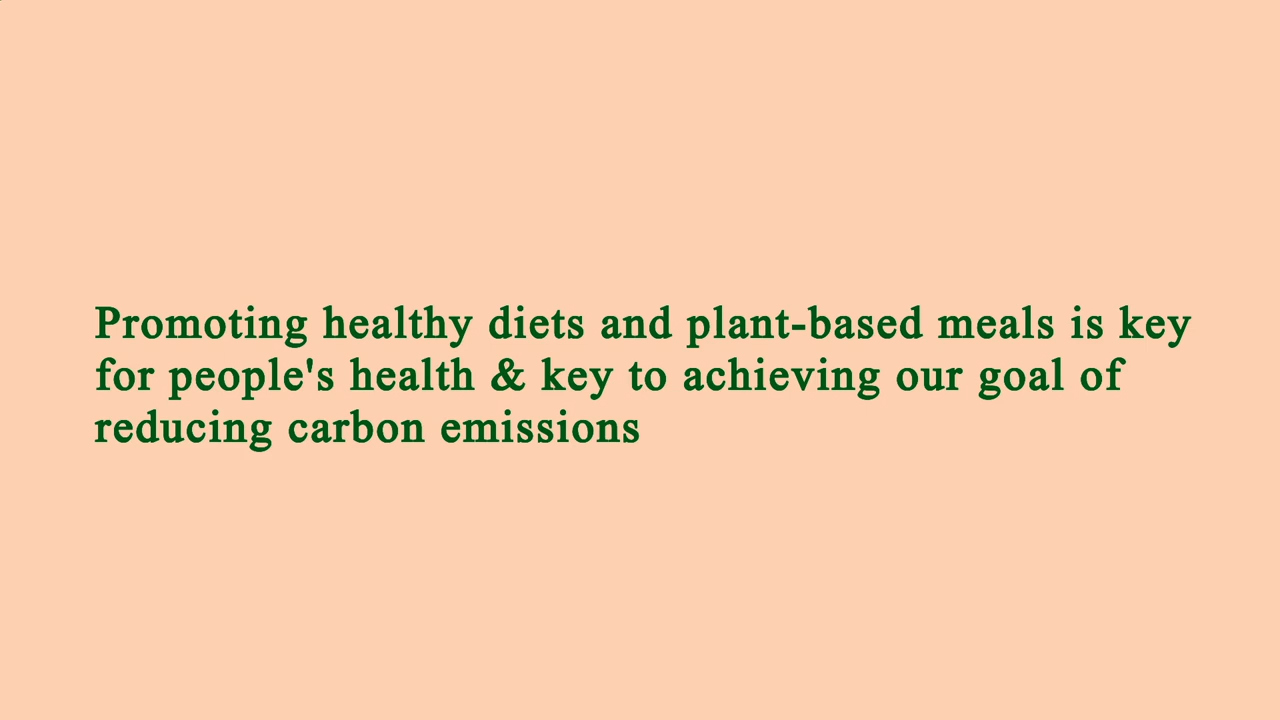 Promoting healthy diets and plant-based meals is key
for people's health & key to achieving our goal of
reducing carbon emissions